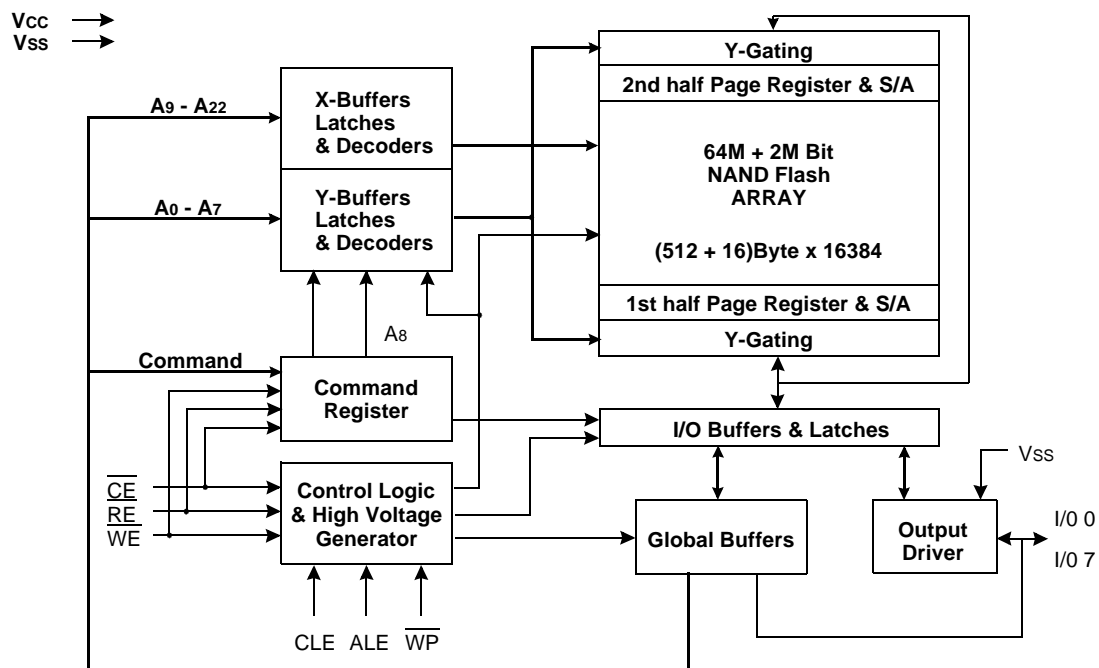 VCC
VSS
A9 - A22
X-Buffers
Latches
& Decoders
A0 - A7
Y-Buffers
Latches
& Decoders
Y-Gating
2nd half Page Register & S/A
64M + 2M Bit
NAND Flash
ARRAY
(512 + 16)Byte x 16384
1st half Page Register & S/A
Y-Gating
A8
Command
Command
Register
I/O Buffers & Latches
VSS
CE
RE
WE
Control Logic
& High Voltage
Generator
Global Buffers
Output
Driver
I/0 0
I/0 7
CLE ALE WP